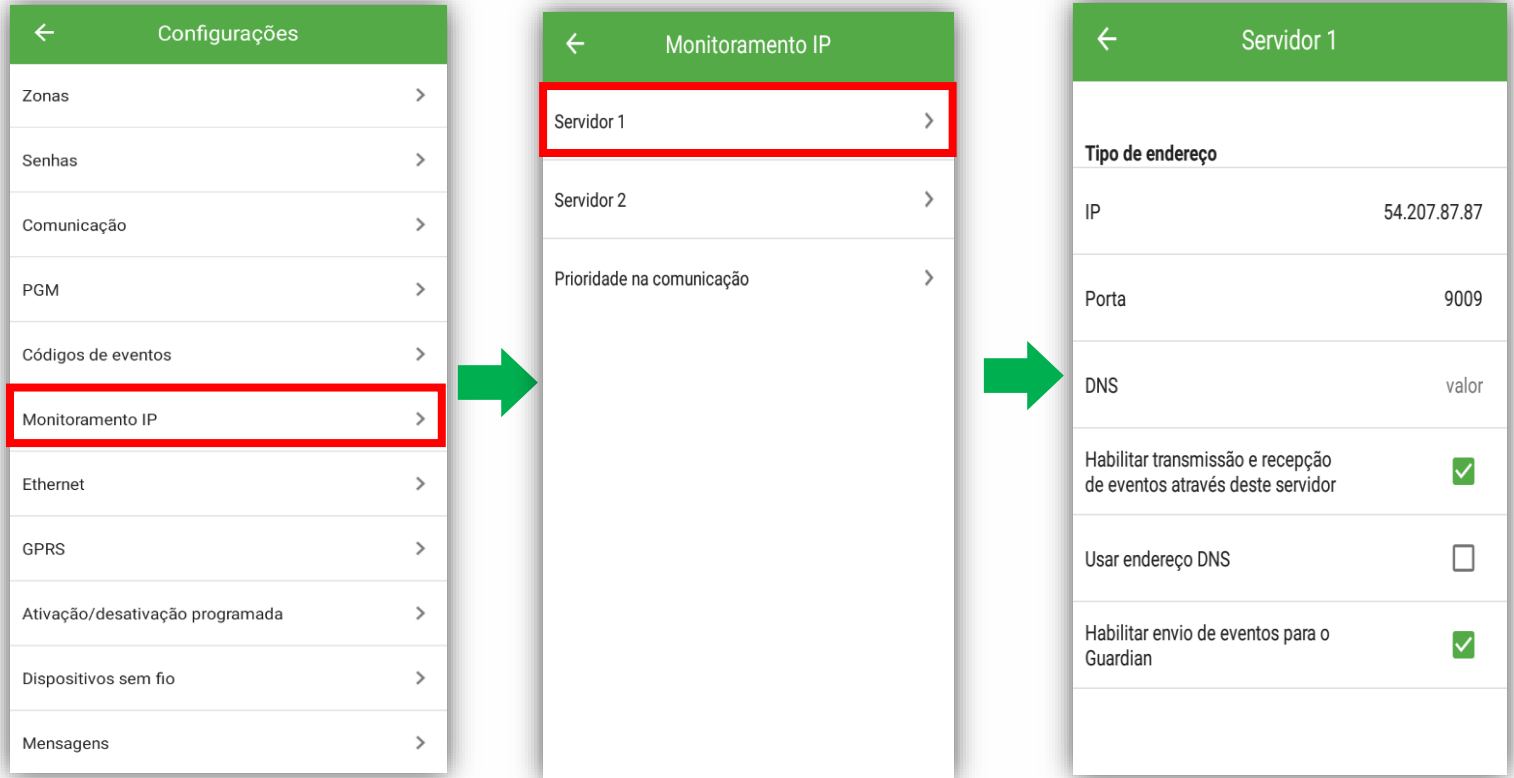 Configurações
Zonas
Senhas
Comunicação
PGM
Códigos de eventos
Monitoramento IP
Ethernet
GPRS
Ativação/desativação programada
Dispositivos sem fio
Mensagens
Monitoramento IP
Servidor 1
Servidor 2
Prioridade na comunicação
Servidor 1
Tipo de endereço
IP 54.207.87.87
Porta 9009
DNS valor
Habilitar transmissão e recepção
de eventos através deste servidor
Usar endereço DNS
Habilitar envio de eventos para o
Guardian